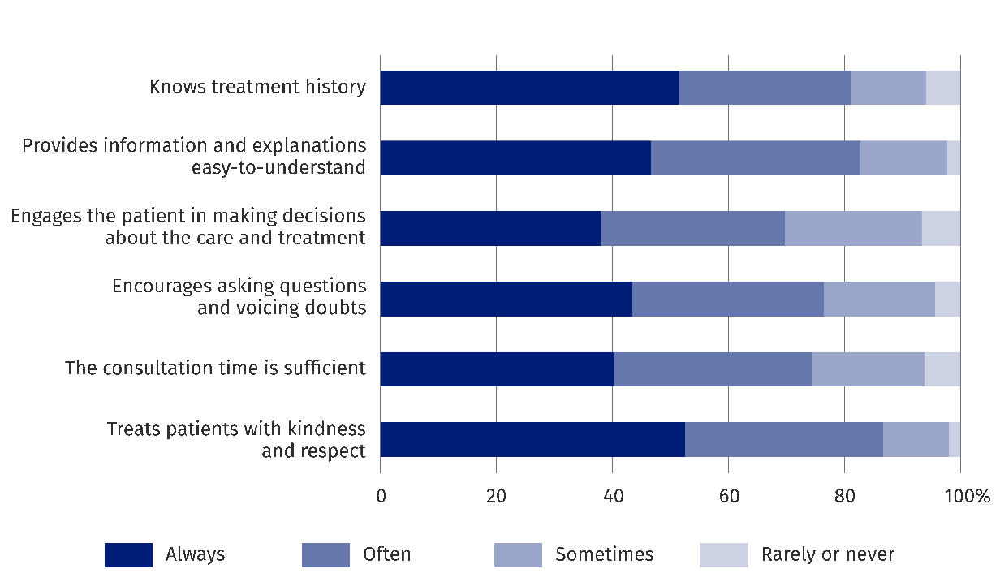 Knows treatment history
Provides information and explanations
easy-to-understand
Engages the patient in making decisions
about the care and treatment
Encourages asking questions
and voicing doubts
The consultation time is sufficient
Treats patients with kindness
and respect
0 20 40 60 80 100%
Always Often Sometimes Rarely or never